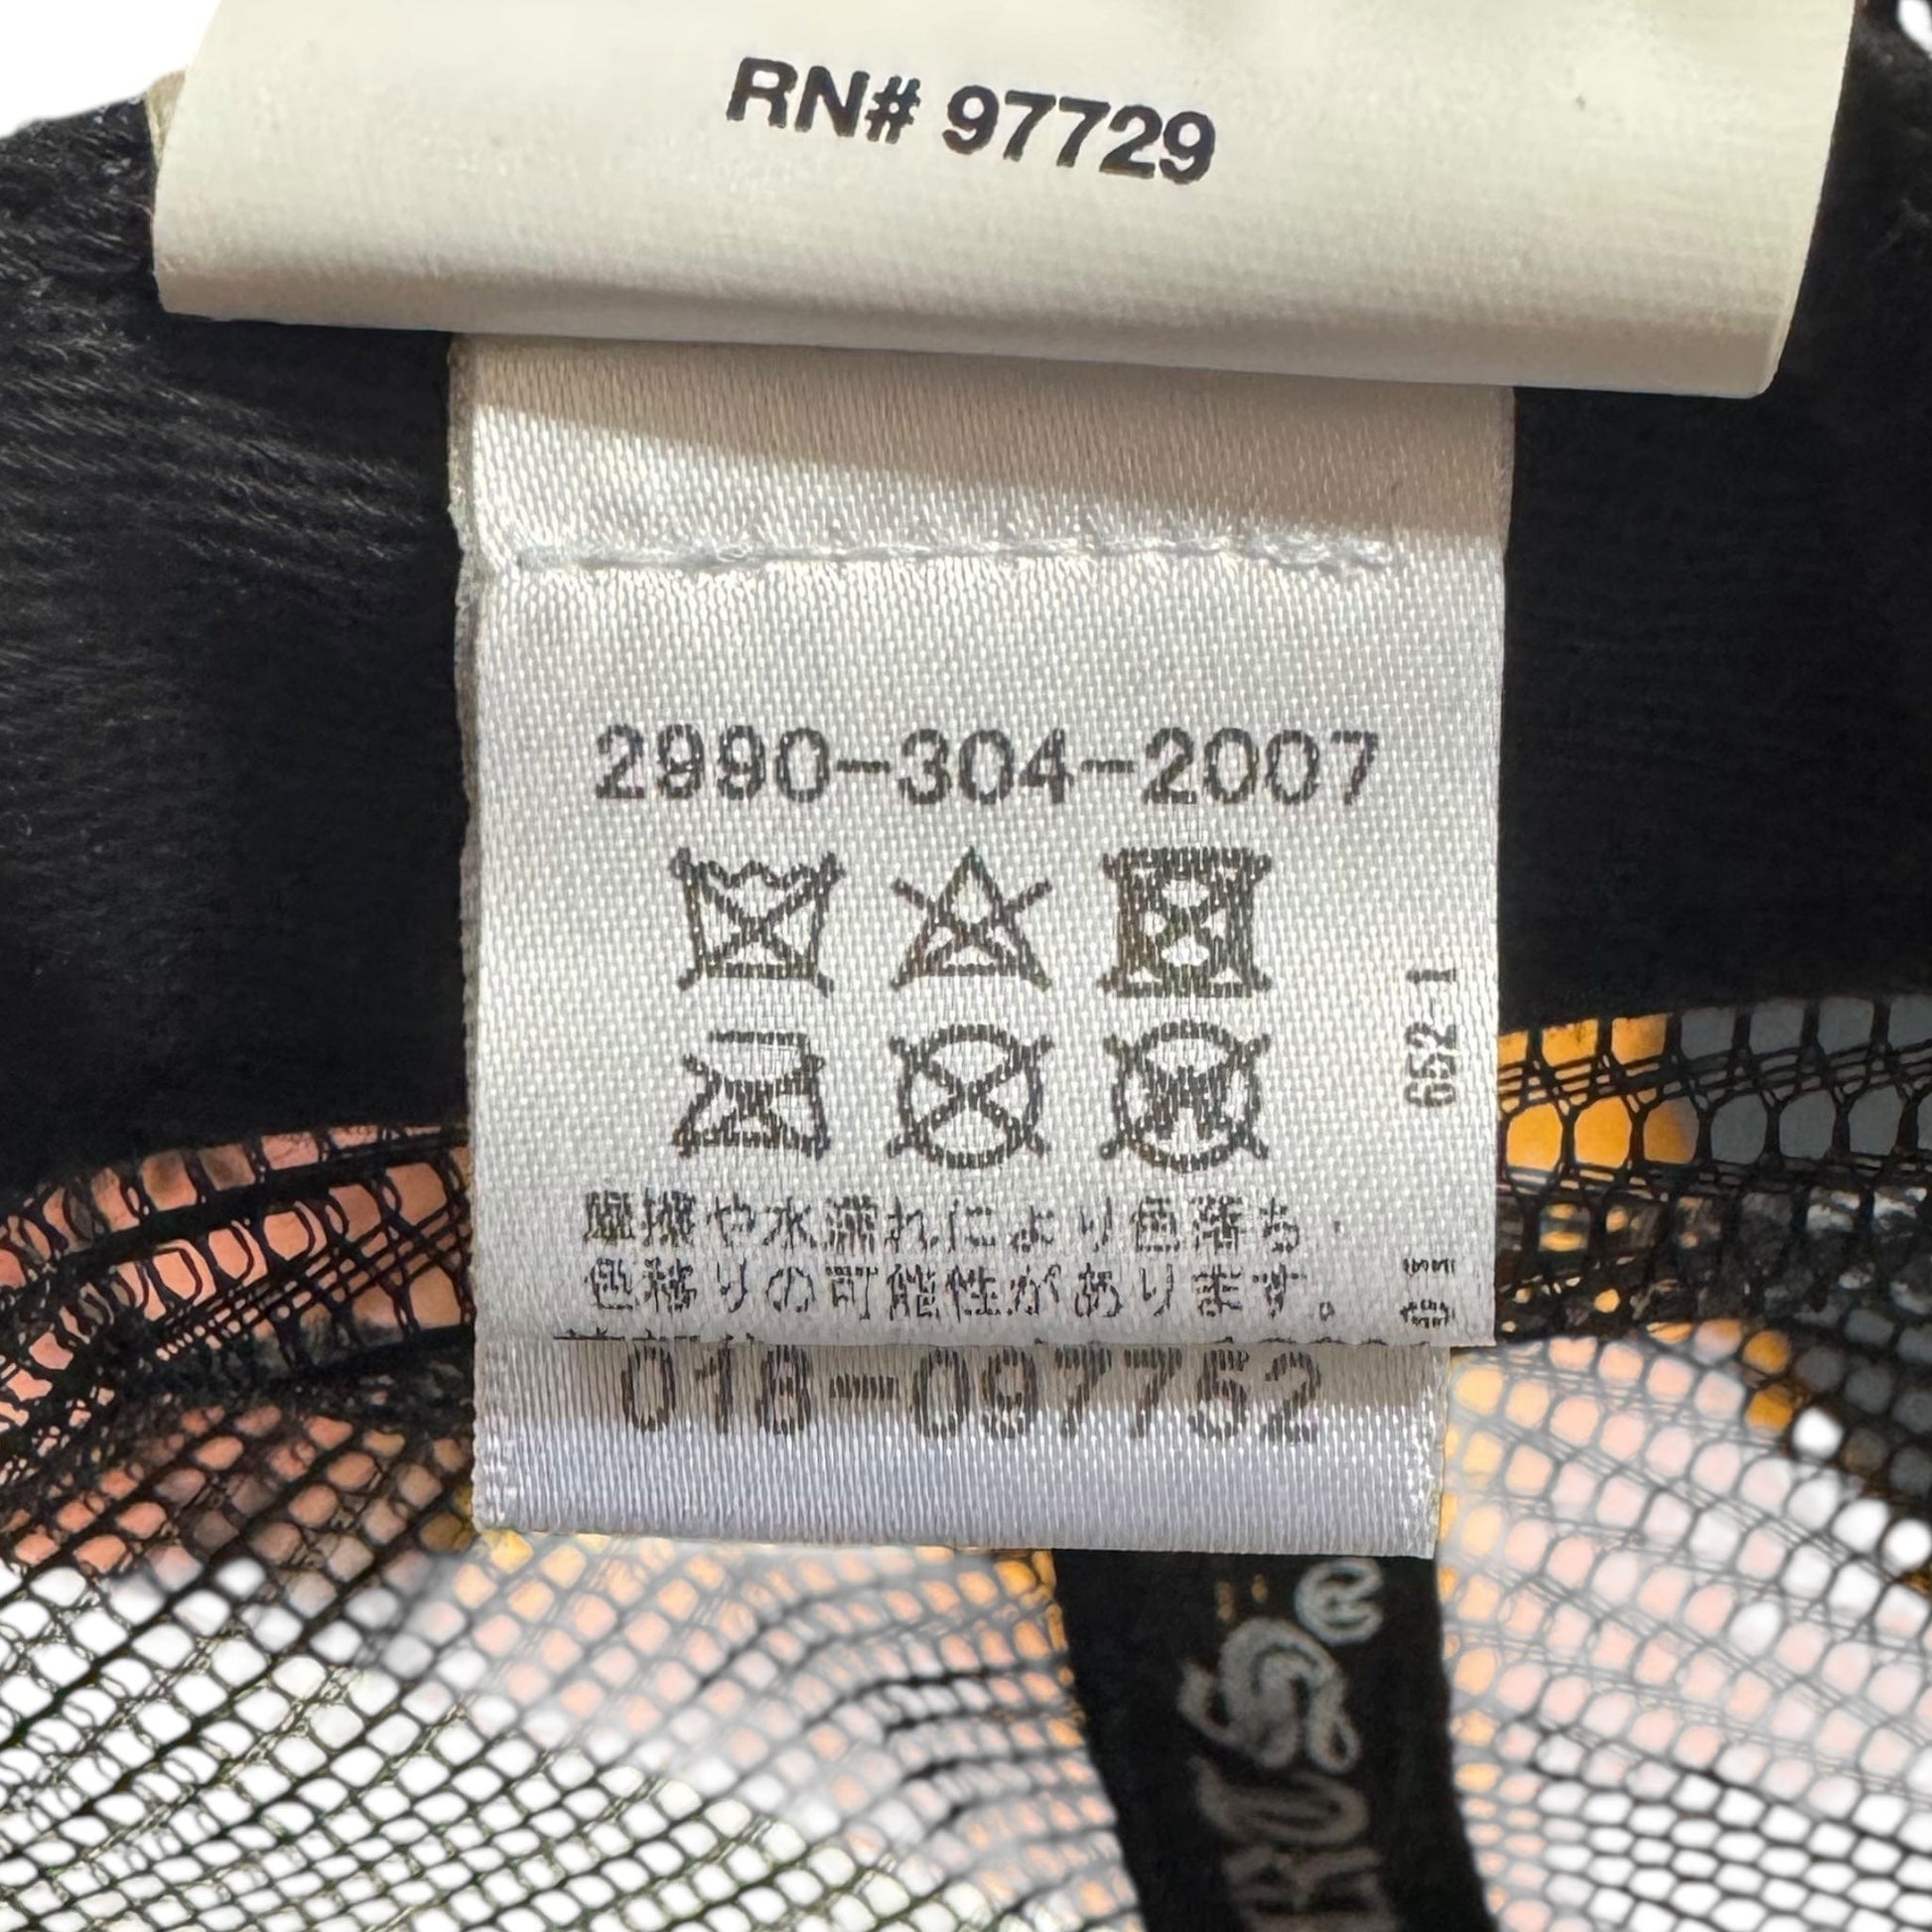 RN# 97729
2990-304-2007
652-1
摩擦や水濡れにより色落ち・
色移りの可能性があります。
018-097752